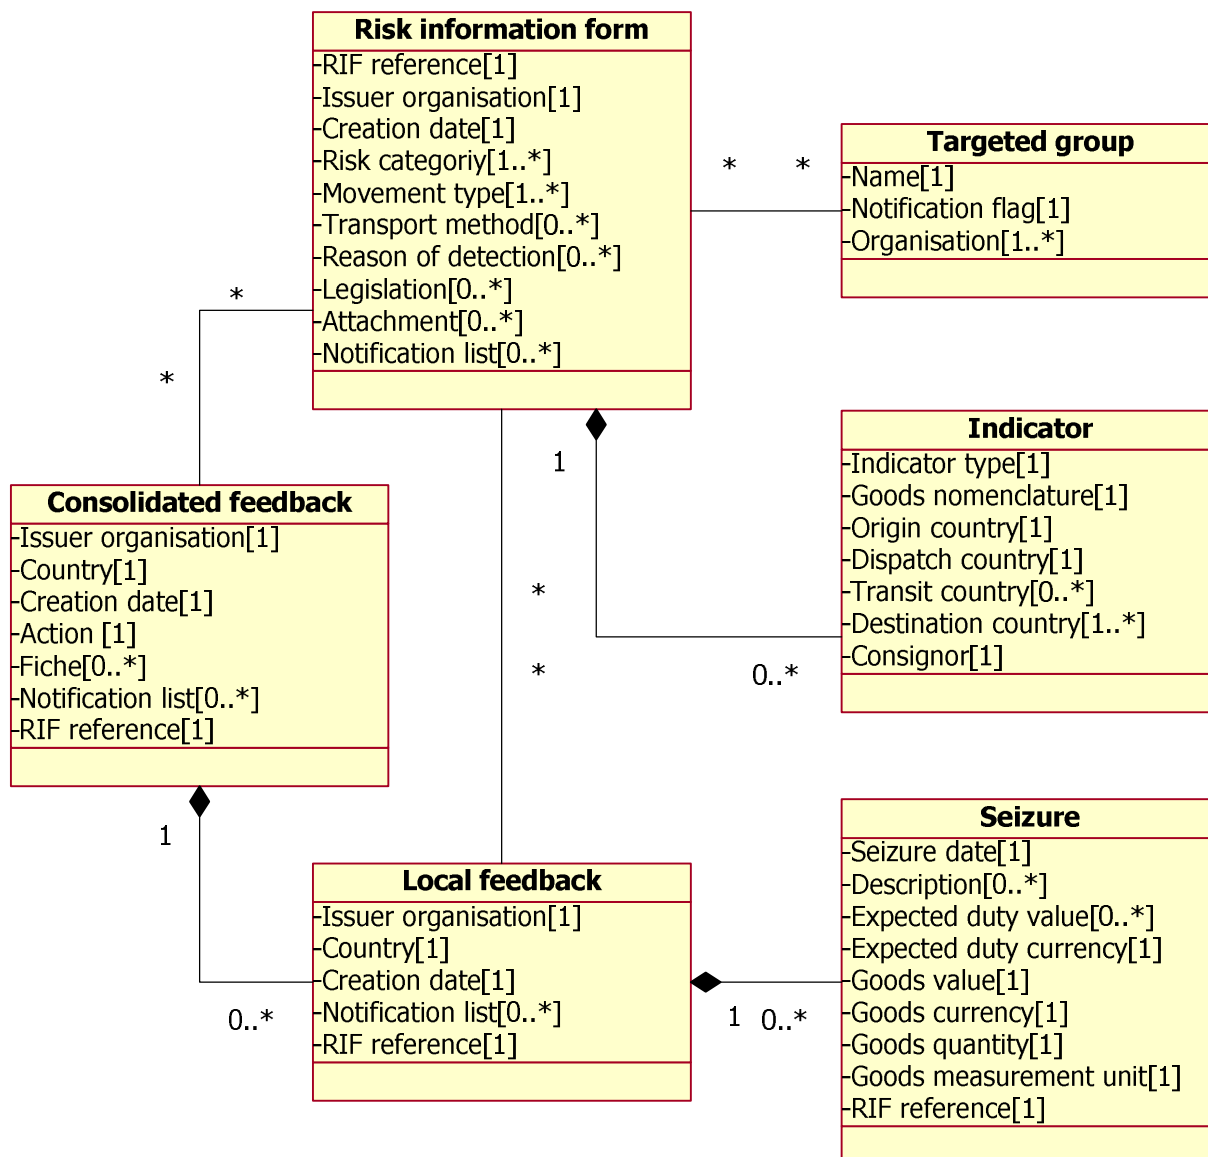 Risk information form
-RIF reference[1]
-Issuer organisation[1]
-Creation date[1]
-Risk categoriy[1..*]
-Movement type[1..*]
-Transport method[0..*]
-Reason of detection[0..*]
-Legislation[0..*]
-Attachment[0..*]
-Notification list[0..*]
* *
Targeted group
-Name[1]
-Notification flag[1]
-Organisation[1..*]
*
*
1
0..*
Indicator
-Indicator type[1]
-Goods nomenclature[1]
-Origin country[1]
-Dispatch country[1]
-Transit country[0..*]
-Destination country[1..*]
-Consignor[1]
Consolidated feedback
-Issuer organisation[1]
-Country[1]
-Creation date[1]
-Action [1]
-Fiche[0..*]
-Notification list[0..*]
-RIF reference[1]
*
*
1
0..*
Local feedback
-Issuer organisation[1]
-Country[1]
-Creation date[1]
-Notification list[0..*]
-RIF reference[1]
1 0..*
Seizure
-Seizure date[1]
-Description[0..*]
-Expected duty value[0..*]
-Expected duty currency[1]
-Goods value[1]
-Goods currency[1]
-Goods quantity[1]
-Goods measurement unit[1]
-RIF reference[1]